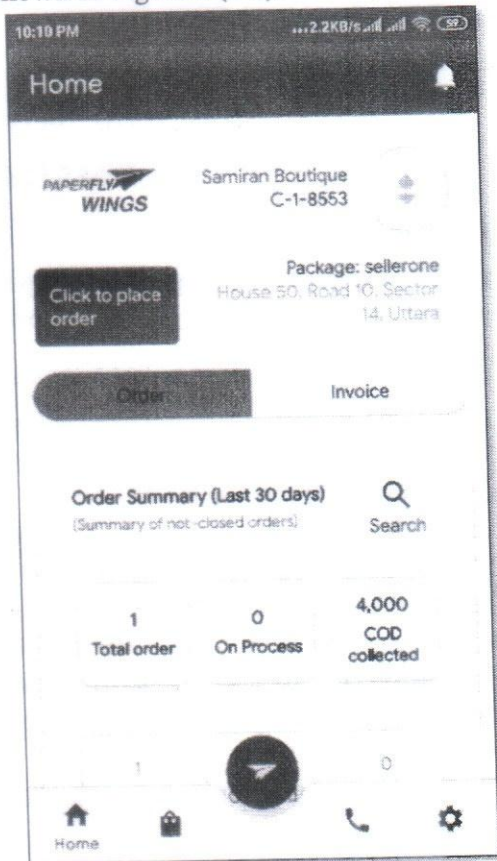 10:10 PM ...2.2KB/s 59
Home
PAPERFLY
WINGS
Samiran Boutique
C-1-8553
Click to place
order
Package: sellerone
House 50, Road 10, Sector
14, Uttara
Order
Invoice
Order Summary (Last 30 days)
(Summary of not-closed orders)
Search
1
Total order
0
On Process
4,000
COD
collected
1
0
Home